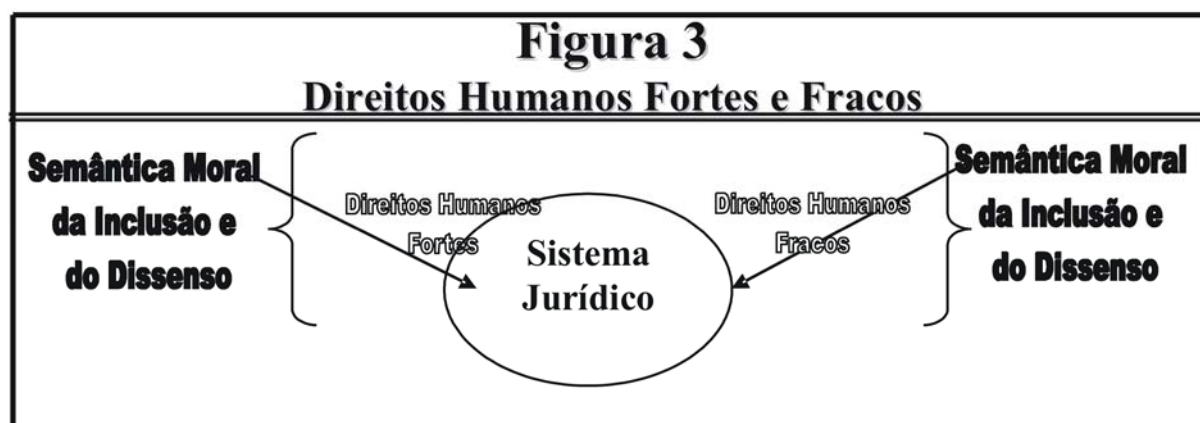 Figura 3
Direitos Humanos Fortes e Fracos
Semântica Moral
da Inclusão e
do Dissenso
Direitos Humanos
Fortes
Sistema
Jurídico
Direitos Humanos
Fracos
Semântica Moral
da Inclusão e
do Dissenso